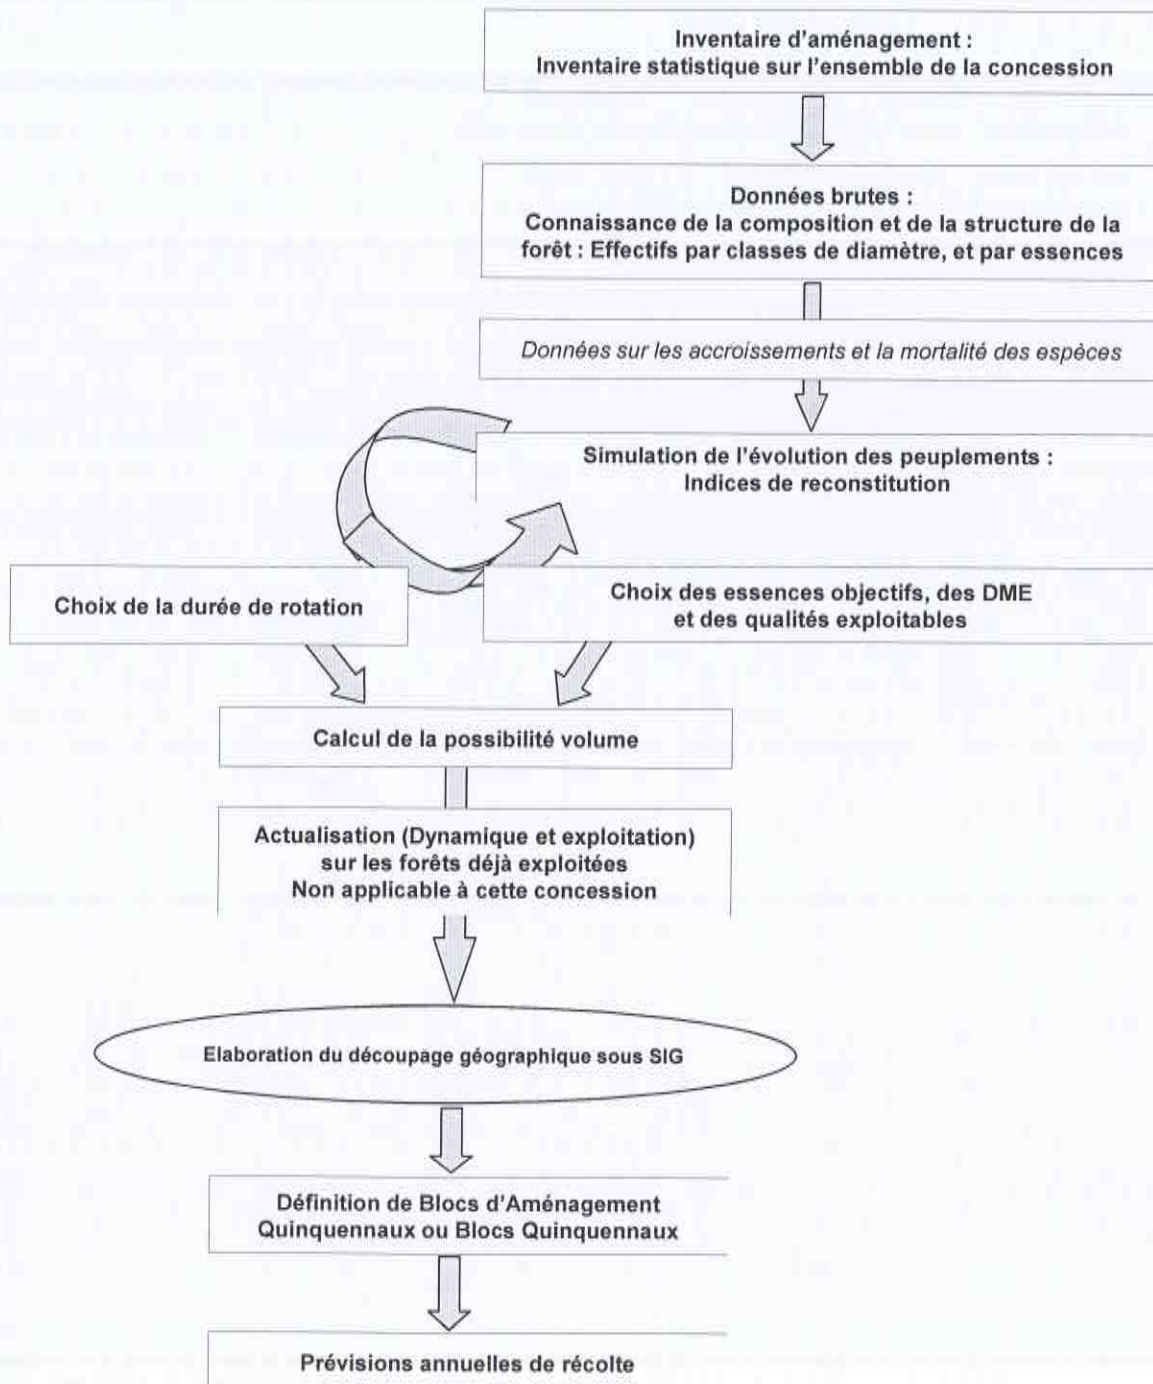 Inventaire d'aménagement :
Inventaire statistique sur l'ensemble de la concession
Données brutes :
Connaissance de la composition et de la structure de la
forêt : Effectifs par classes de diamètre, et par essences
Données sur les accroissements et la mortalité des espèces
Simulation de l'évolution des peuplements :
Indices de reconstitution
Choix de la durée de rotation
Choix des essences objectifs, des DME
et des qualités exploitables
Calcul de la possibilité volume
Actualisation (Dynamique et exploitation)
sur les forêts déjà exploitées
Non applicable à cette concession
Elaboration du découpage géographique sous SIG
Définition de Blocs d'Aménagement
Quinquennaux ou Blocs Quinquennaux
Prévisions annuelles de récolte